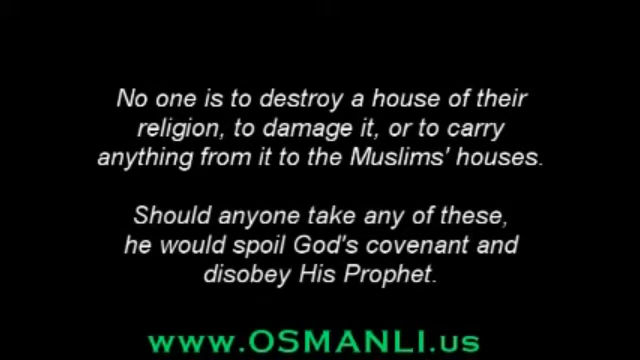 No one is to destroy a house of their
religion, to damage it, or to carry
anything from it to the Muslims' houses.
Should anyone take any of these,
he would spoil God's covenant and
disobey His Prophet.
www.OSMANLI.us